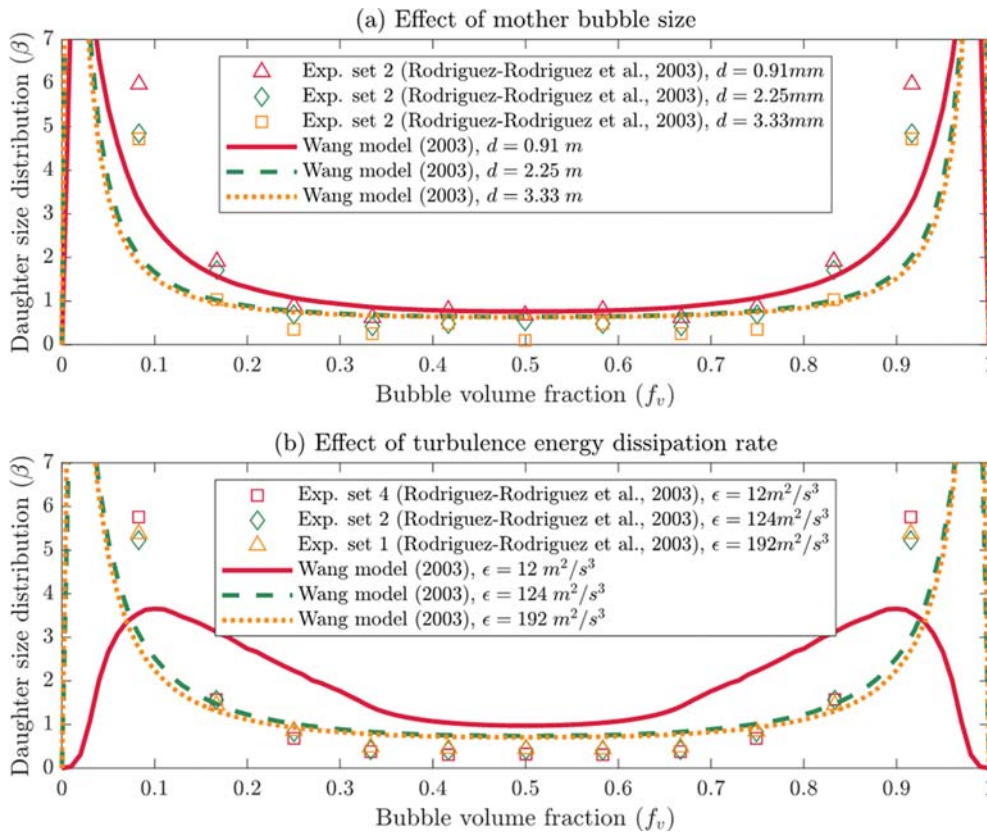 (a) Effect of mother bubble size
Daughter size distribution (β)
7
6
5
4
3
2
1
0
Exp. set 2 (Rodriguez-Rodriguez et al., 2003), d = 0.91mm
Exp. set 2 (Rodriguez-Rodriguez et al., 2003), d = 2.25mm
Exp. set 2 (Rodriguez-Rodriguez et al., 2003), d = 3.33mm
Wang model (2003), d = 0.91 m
Wang model (2003), d = 2.25 m
Wang model (2003), d = 3.33 m
0 0.1 0.2 0.3 0.4 0.5 0.6 0.7 0.8 0.9
Bubble volume fraction (f_v)
(b) Effect of turbulence energy dissipation rate
Daughter size distribution (β)
7
6
5
4
3
2
1
0
Exp. set 4 (Rodriguez-Rodriguez et al., 2003), ϵ = 12m²/s³
Exp. set 2 (Rodriguez-Rodriguez et al., 2003), ϵ = 124m²/s³
Exp. set 1 (Rodriguez-Rodriguez et al., 2003), ϵ = 192m²/s³
Wang model (2003), ϵ = 12 m²/s³
Wang model (2003), ϵ = 124 m²/s³
Wang model (2003), ϵ = 192 m²/s³
0 0.1 0.2 0.3 0.4 0.5 0.6 0.7 0.8 0.9
Bubble volume fraction (f_v)